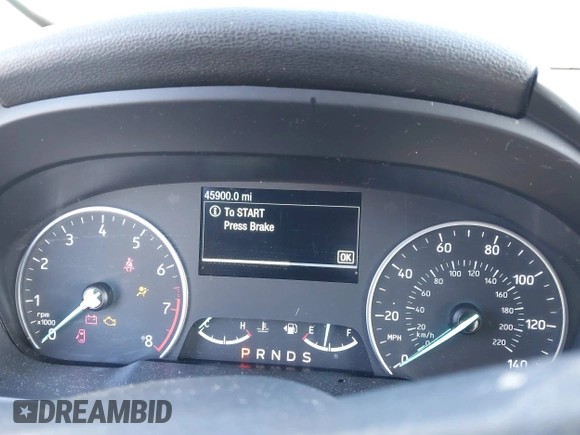 45900.0 mi
To START
Press Brake
OK
0 1 2 3 4 5 6 7 8
rpm
x1000
C H E F
P R N D S
0 20 40 60 80 100 120 140
MPH
0 20 40 60 80 100 120 140 160 180 200 220
km/h
DREAMBID